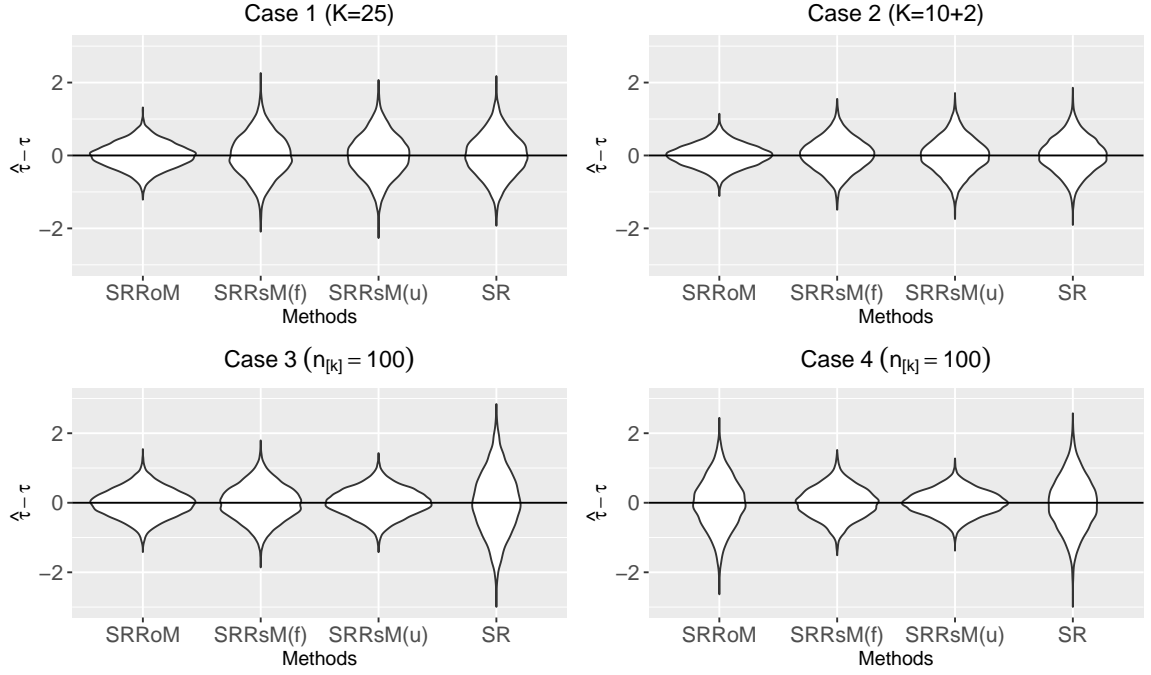 Case 1 (K=25)
τ̂ − τ
2
0
−2
SRRoM SRRsM(f) SRRsM(u) SR
Methods
Case 2 (K=10+2)
τ̂ − τ
2
0
−2
SRRoM SRRsM(f) SRRsM(u) SR
Methods
Case 3 (n[k] = 100)
τ̂ − τ
2
0
−2
SRRoM SRRsM(f) SRRsM(u) SR
Methods
Case 4 (n[k] = 100)
τ̂ − τ
2
0
−2
SRRoM SRRsM(f) SRRsM(u) SR
Methods